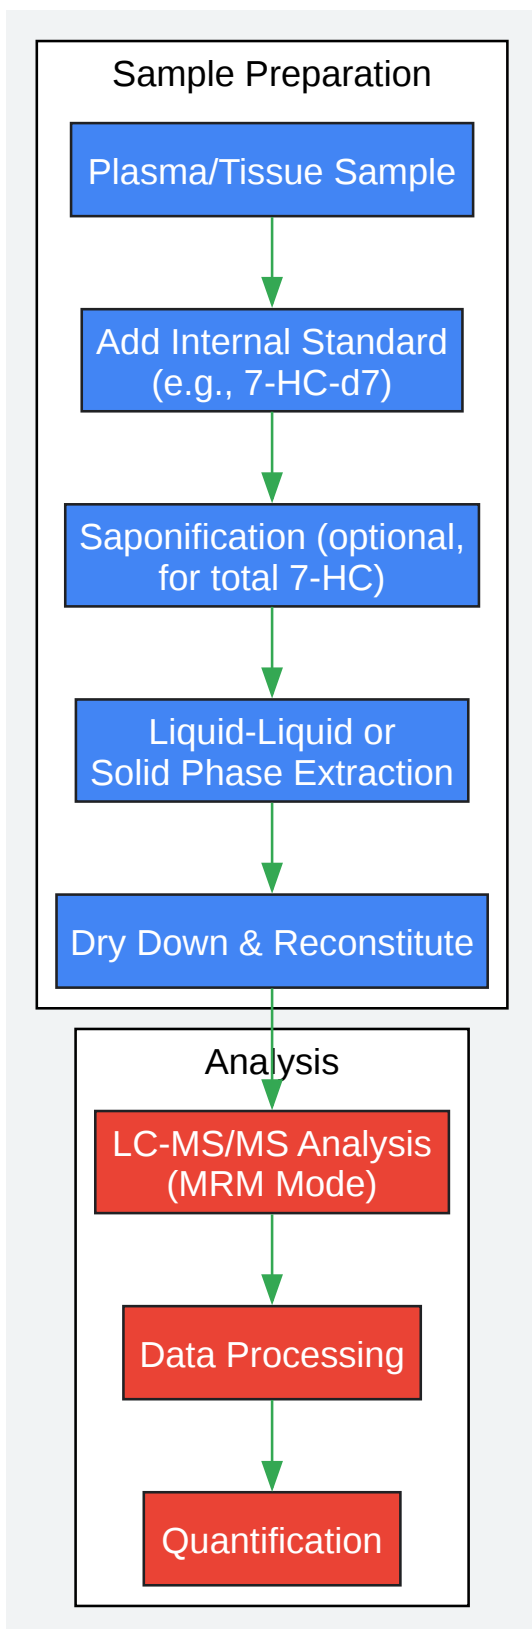 Sample Preparation
Plasma/Tissue Sample
Add Internal Standard
(e.g., 7-HC-d7)
Saponification (optional,
for total 7-HC)
Liquid-Liquid or
Solid Phase Extraction
Dry Down & Reconstitute
Analysis
LC-MS/MS Analysis
(MRM Mode)
Data Processing
Quantification